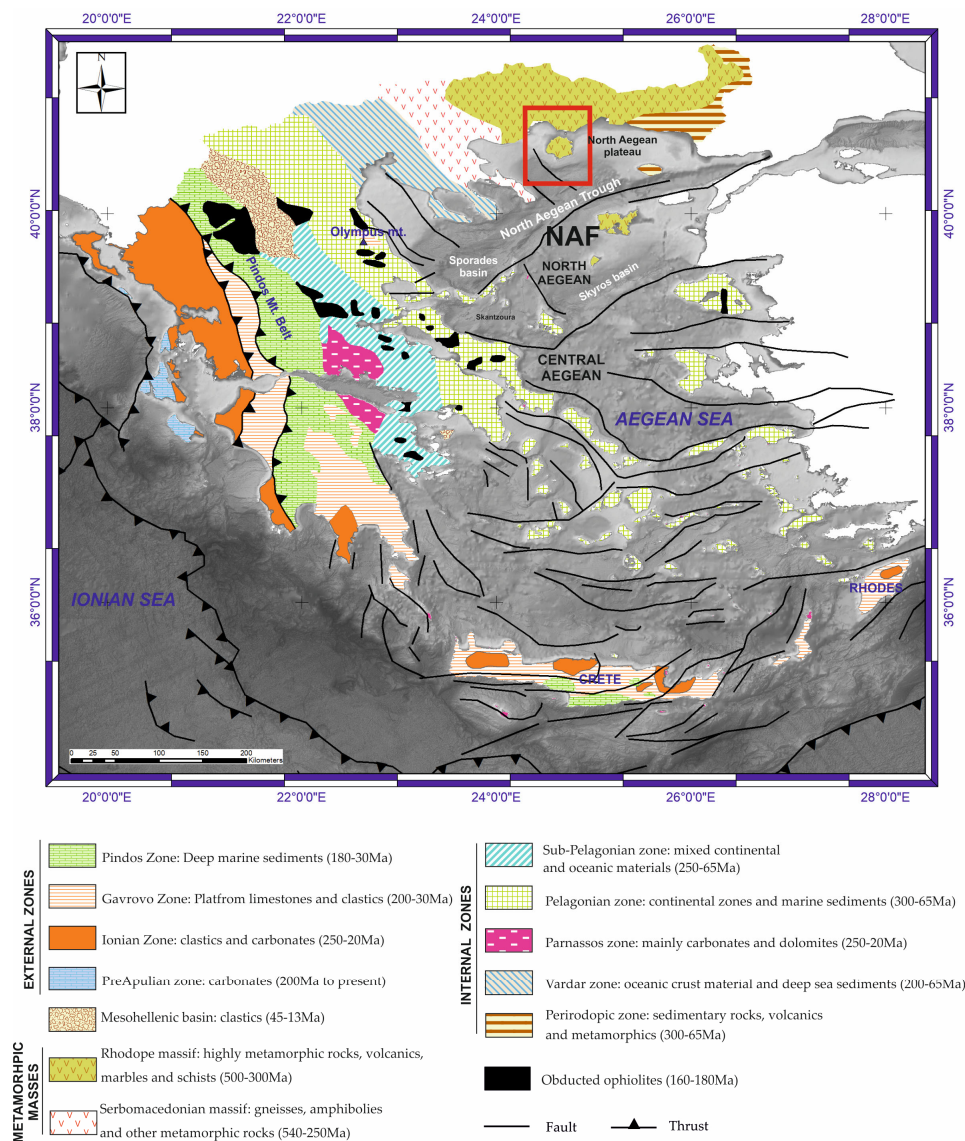 20°0'0"E 22°0'0"E 24°0'0"E 26°0'0"E 28°0'0"E
N
North Aegean
plateau
40°0'0"N
40°0'0"N
North Aegean Trough
Olympus mt.
NAF
Sporades
basin
NORTH
AEGEAN
Skyros basin
Pindos Mt. Belt
Skantzoura
CENTRAL
AEGEAN
38°0'0"N
38°0'0"N
AEGEAN SEA
36°0'0"N
36°0'0"N
IONIAN SEA
RHODES
CRETE
0 25 50 100 150 200
Kilometers
20°0'0"E 22°0'0"E 24°0'0"E 26°0'0"E 28°0'0"E
EXTERNAL ZONES
Pindos Zone: Deep marine sediments (180-30Ma)
Gavrovo Zone: Platfrom limestones and clastics (200-30Ma)
Ionian Zone: clastics and carbonates (250-20Ma)
PreApulian zone: carbonates (200Ma to present)
Mesohellenic basin: clastics (45-13Ma)
METAMORHPIC
MASSES
Rhodope massif: highly metamorphic rocks, volcanics,
marbles and schists (500-300Ma)
Serbomacedonian massif: gneisses, amphibolies
and other metamorphic rocks (540-250Ma)
INTERNAL ZONES
Sub-Pelagonian zone: mixed continental
and oceanic materials (250-65Ma)
Pelagonian zone: continental zones and marine sediments (300-65Ma)
Parnassos zone: mainly carbonates and dolomites (250-20Ma)
Vardar zone: oceanic crust material and deep sea sediments (200-65Ma)
Perirodopic zone: sedimentary rocks, volcanics
and metamorphics (300-65Ma)
Obducted ophiolites (160-180Ma)
Fault Thrust